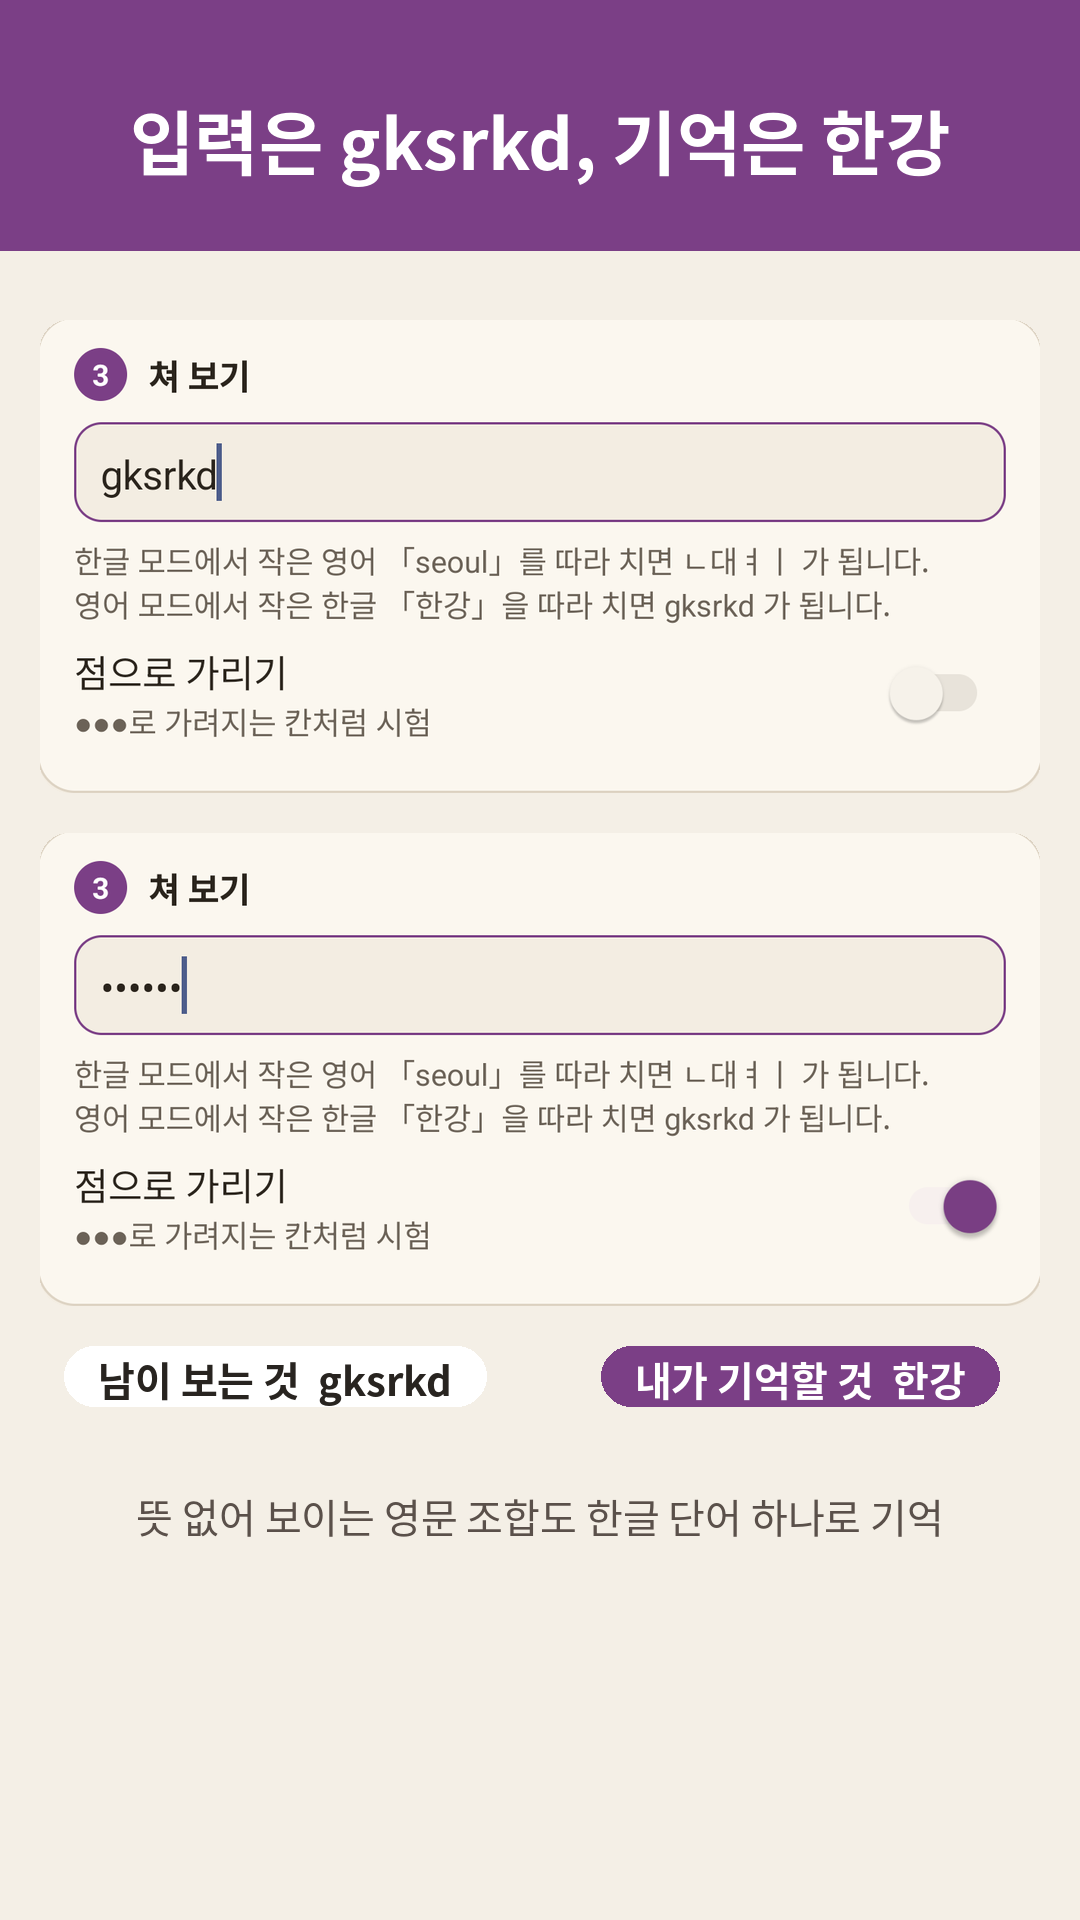 입력은 gksrkd, 기억은 한강
3 쳐 보기
gksrkd
한글 모드에서 작은 영어 「seoul」를 따라 치면 ㄴ대ㅕㅣ 가 됩니다.
영어 모드에서 작은 한글 「한강」을 따라 치면 gksrkd 가 됩니다.
점으로 가리기
●●●로 가려지는 칸처럼 시험
3 쳐 보기
••••••
한글 모드에서 작은 영어 「seoul」를 따라 치면 ㄴ대ㅕㅣ 가 됩니다.
영어 모드에서 작은 한글 「한강」을 따라 치면 gksrkd 가 됩니다.
점으로 가리기
●●●로 가려지는 칸처럼 시험
남이 보는 것 gksrkd
내가 기억할 것 한강
뜻 없어 보이는 영문 조합도 한글 단어 하나로 기억